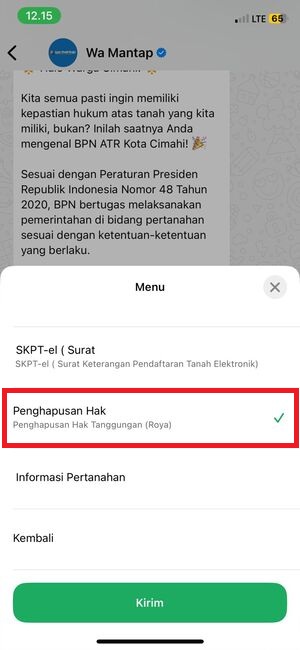 12.15
LTE 65
Wa Mantap
Kita semua pasti ingin memiliki
kepastian hukum atas tanah yang kita
miliki, bukan? Inilah saatnya Anda
mengenal BPN ATR Kota Cimahi! 🎉
Sesuai dengan Peraturan Presiden
Republik Indonesia Nomor 48 Tahun
2020, BPN bertugas melaksanakan
pemerintahan di bidang pertanahan
sesuai dengan ketentuan-ketentuan
yang berlaku.
Menu
SKPT-el ( Surat
SKPT-el ( Surat Keterangan Pendaftaran Tanah Elektronik)
Penghapusan Hak
Penghapusan Hak Tanggungan (Roya)
Informasi Pertanahan
Kembali
Kirim